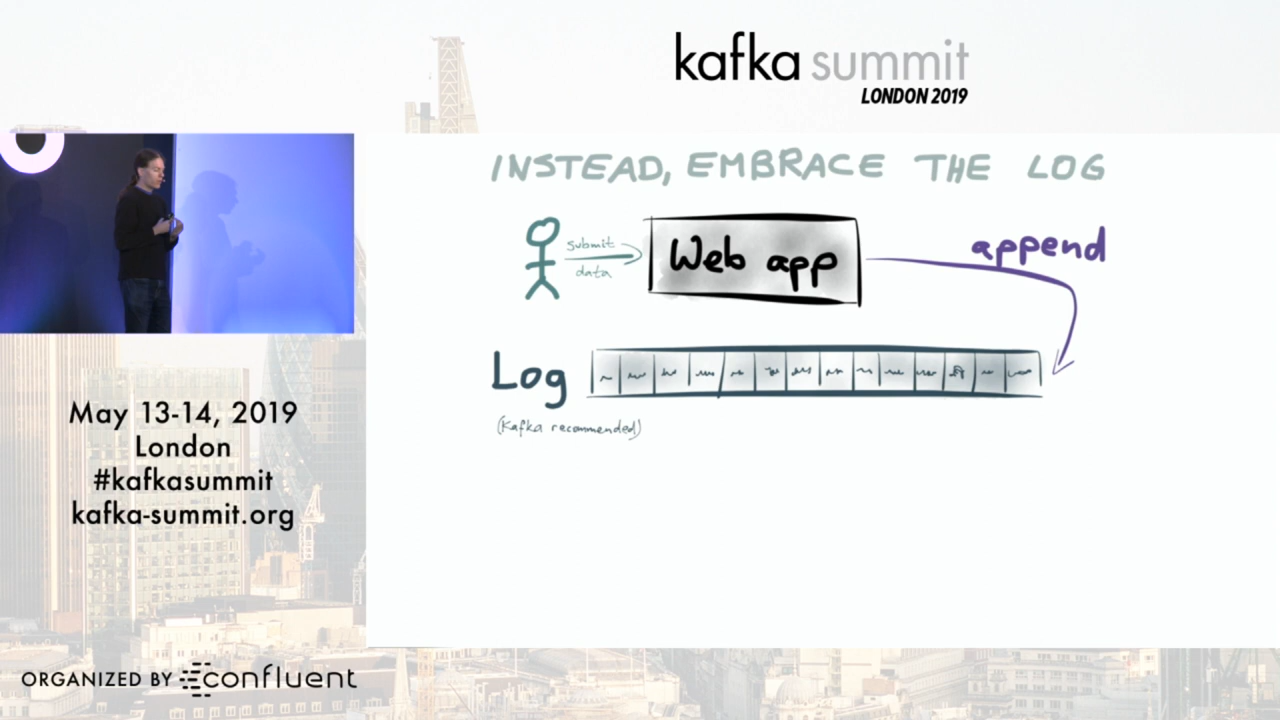 kafka summit
LONDON 2019
INSTEAD, EMBRACE THE LOG
submit
data
Web app
append
Log
(Kafka recommended)
May 13-14, 2019
London
#kafkasummit
kafka-summit.org
ORGANIZED BY confluent